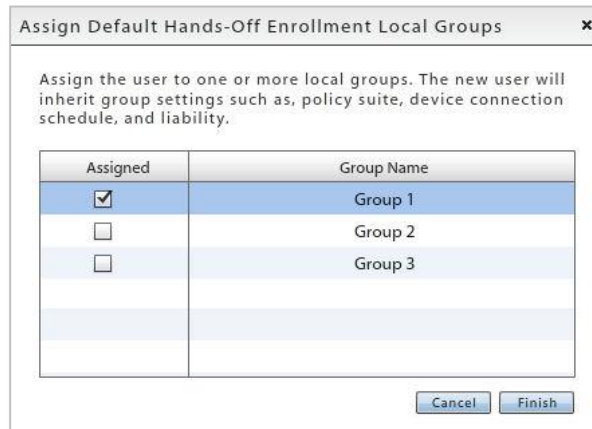 Assign Default Hands-Off Enrollment Local Groups ×
Assign the user to one or more local groups. The new user will
inherit group settings such as, policy suite, device connection
schedule, and liability.
Assigned Group Name
Group 1
Group 2
Group 3
Cancel Finish